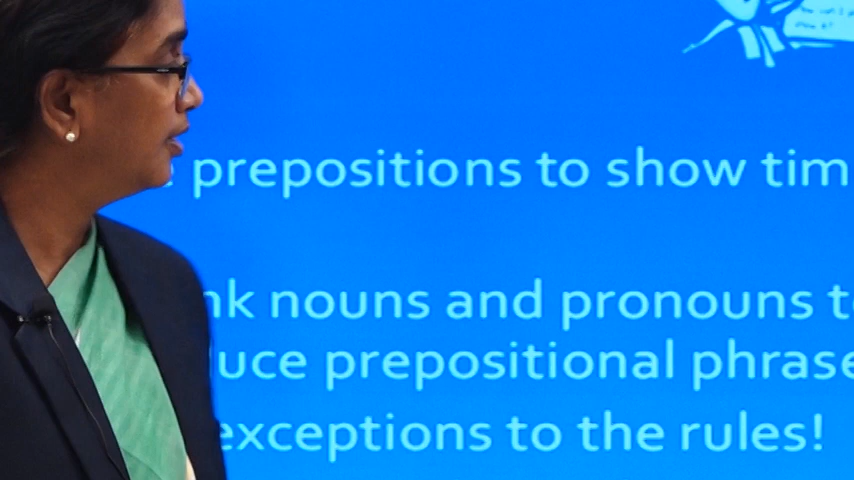 prepositions to show tim
nk nouns and pronouns t
uce prepositional phrase
exceptions to the rules!